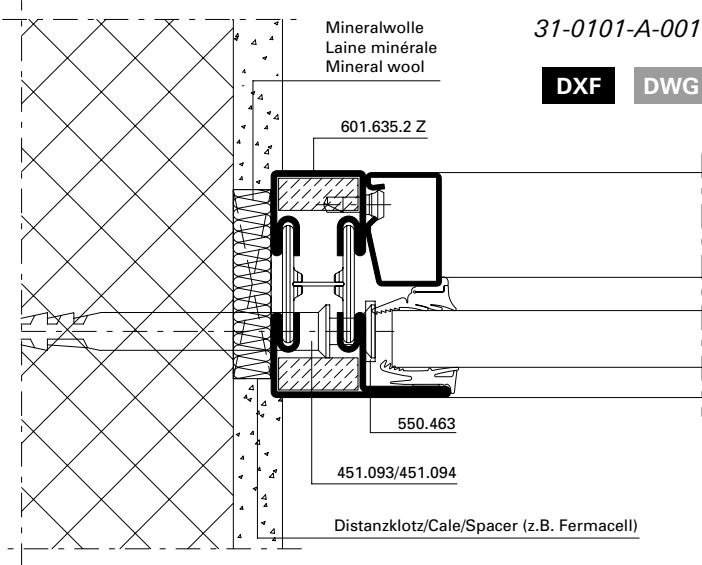 Mineralwolle
Laine minérale
Mineral wool
31-0101-A-001
DXF
DWG
601.635.2 Z
550.463
451.093/451.094
Distanzklotz/Cale/Spacer (z.B. Fermacell)